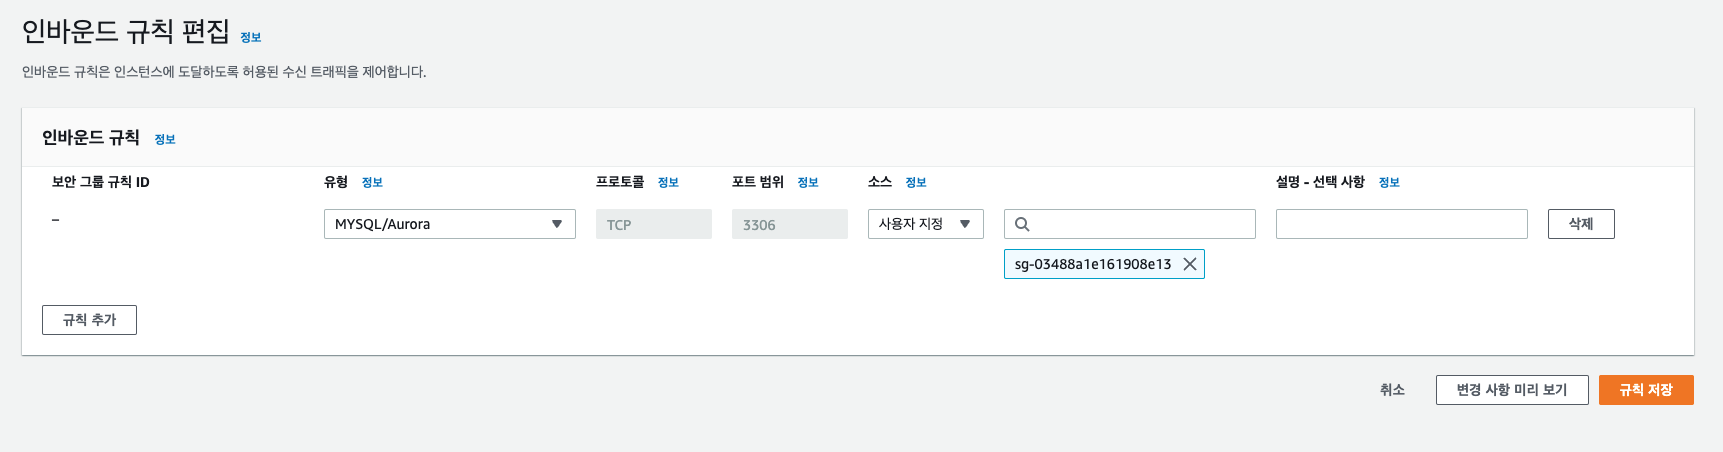 인바운드 규칙 편집 정보
인바운드 규칙은 인스턴스에 도달하도록 허용된 수신 트래픽을 제어합니다.
인바운드 규칙 정보
보안 그룹 규칙 ID 유형 정보 프로토콜 정보 포트 범위 정보 소스 정보 설명 - 선택 사항 정보
– MYSQL/Aurora TCP 3306 사용자 지정 삭제
sg-03488a1e161908e13
규칙 추가
취소 변경 사항 미리 보기 규칙 저장